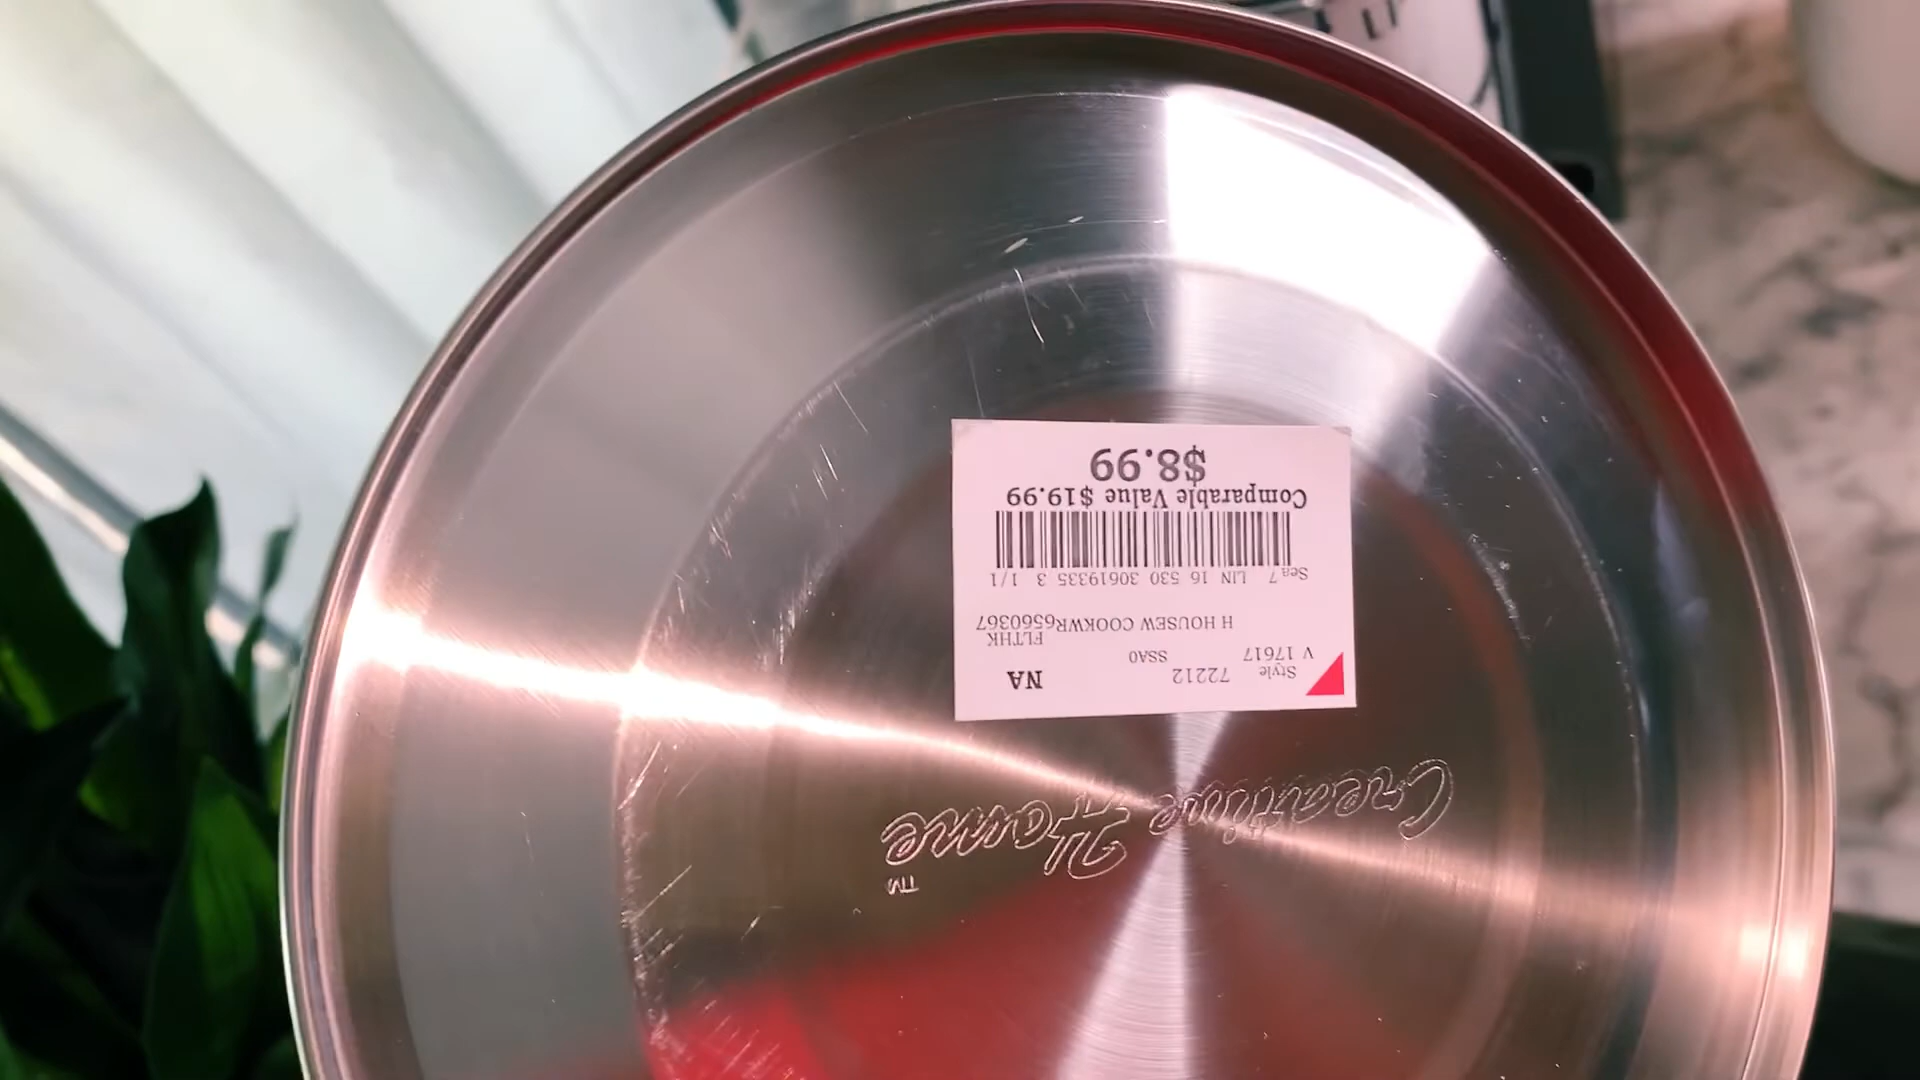 $8.99
Comparable Value $19.99
Sea 7 LIN 16 530 30619335 3 1/1
H HOUSEW COOKWR6560367
FLTHK
V 17617 SSA0
Style 72212 NA
Creative Home
TM